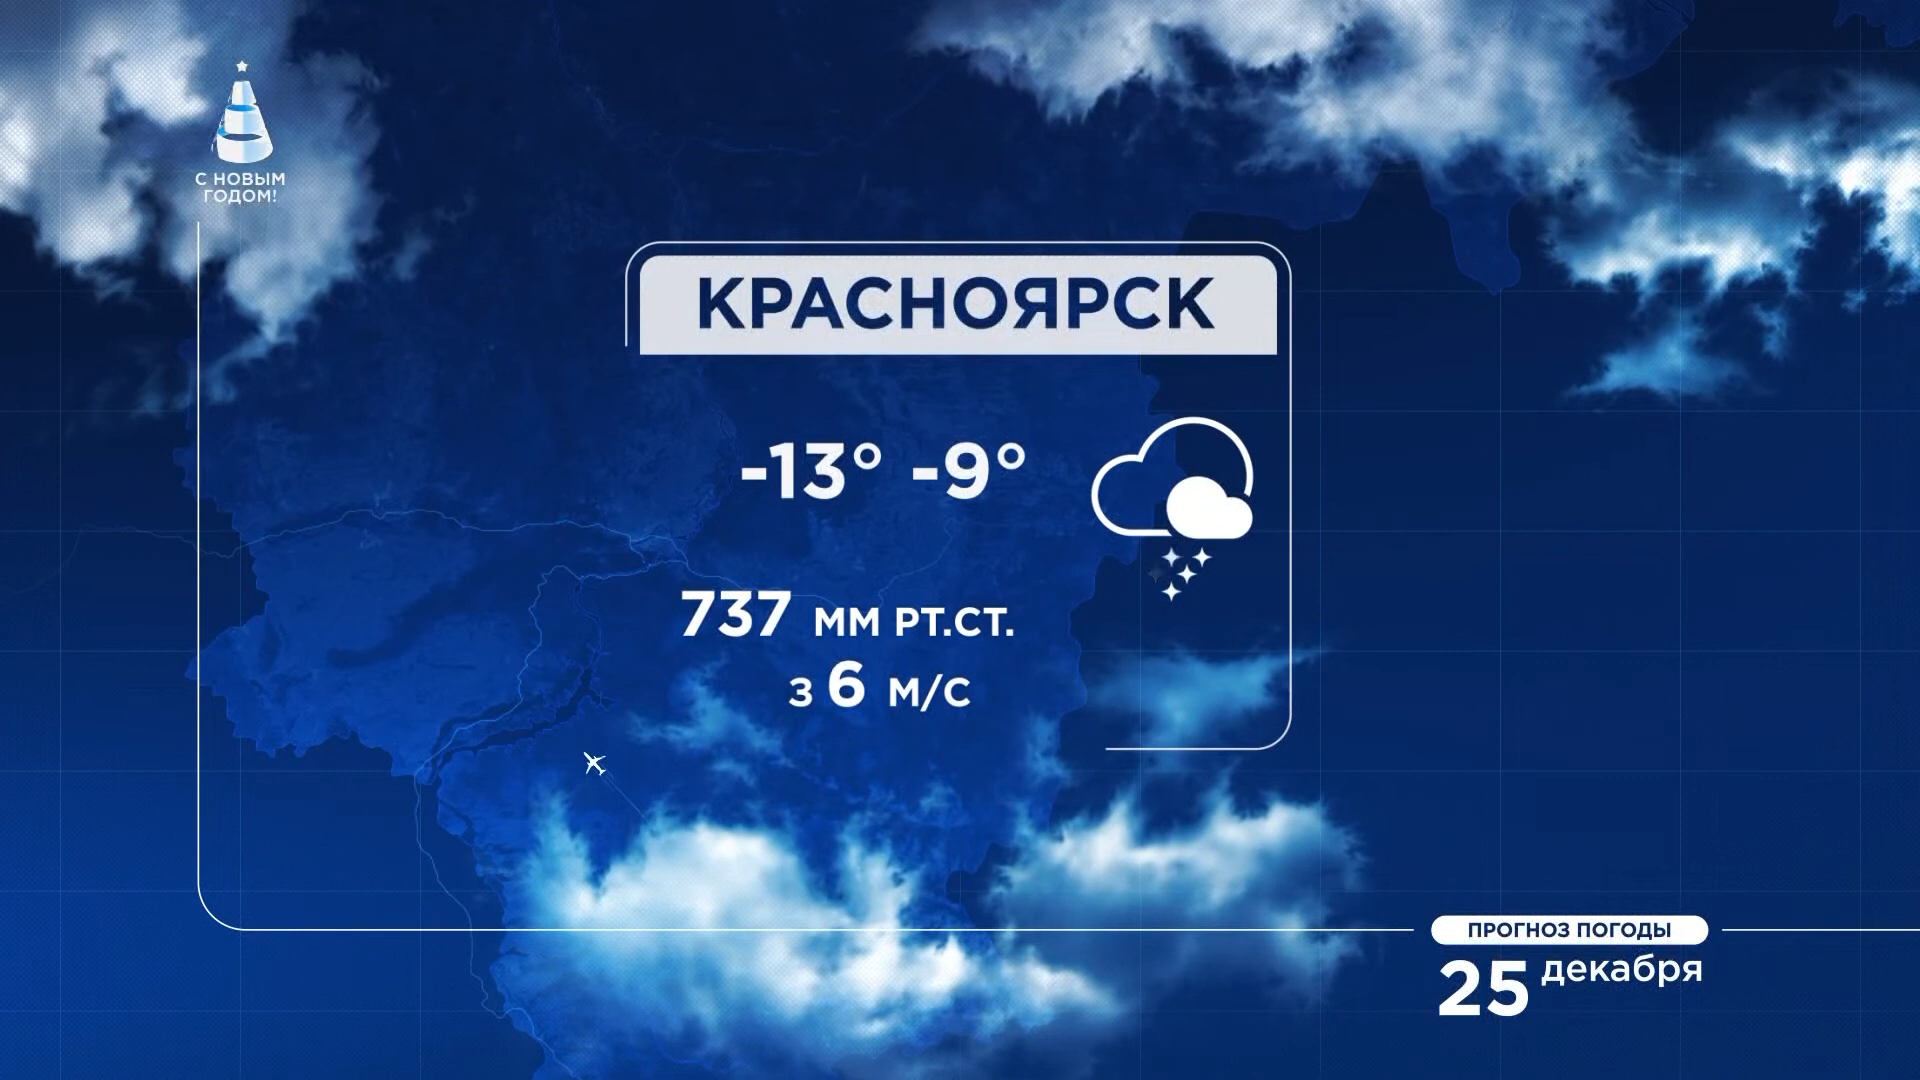 С НОВЫМ
ГОДОМ!
КРАСНОЯРСК
-13° -9°
737 ММ РТ.СТ.
З 6 М/С
ПРОГНОЗ ПОГОДЫ
25 декабря